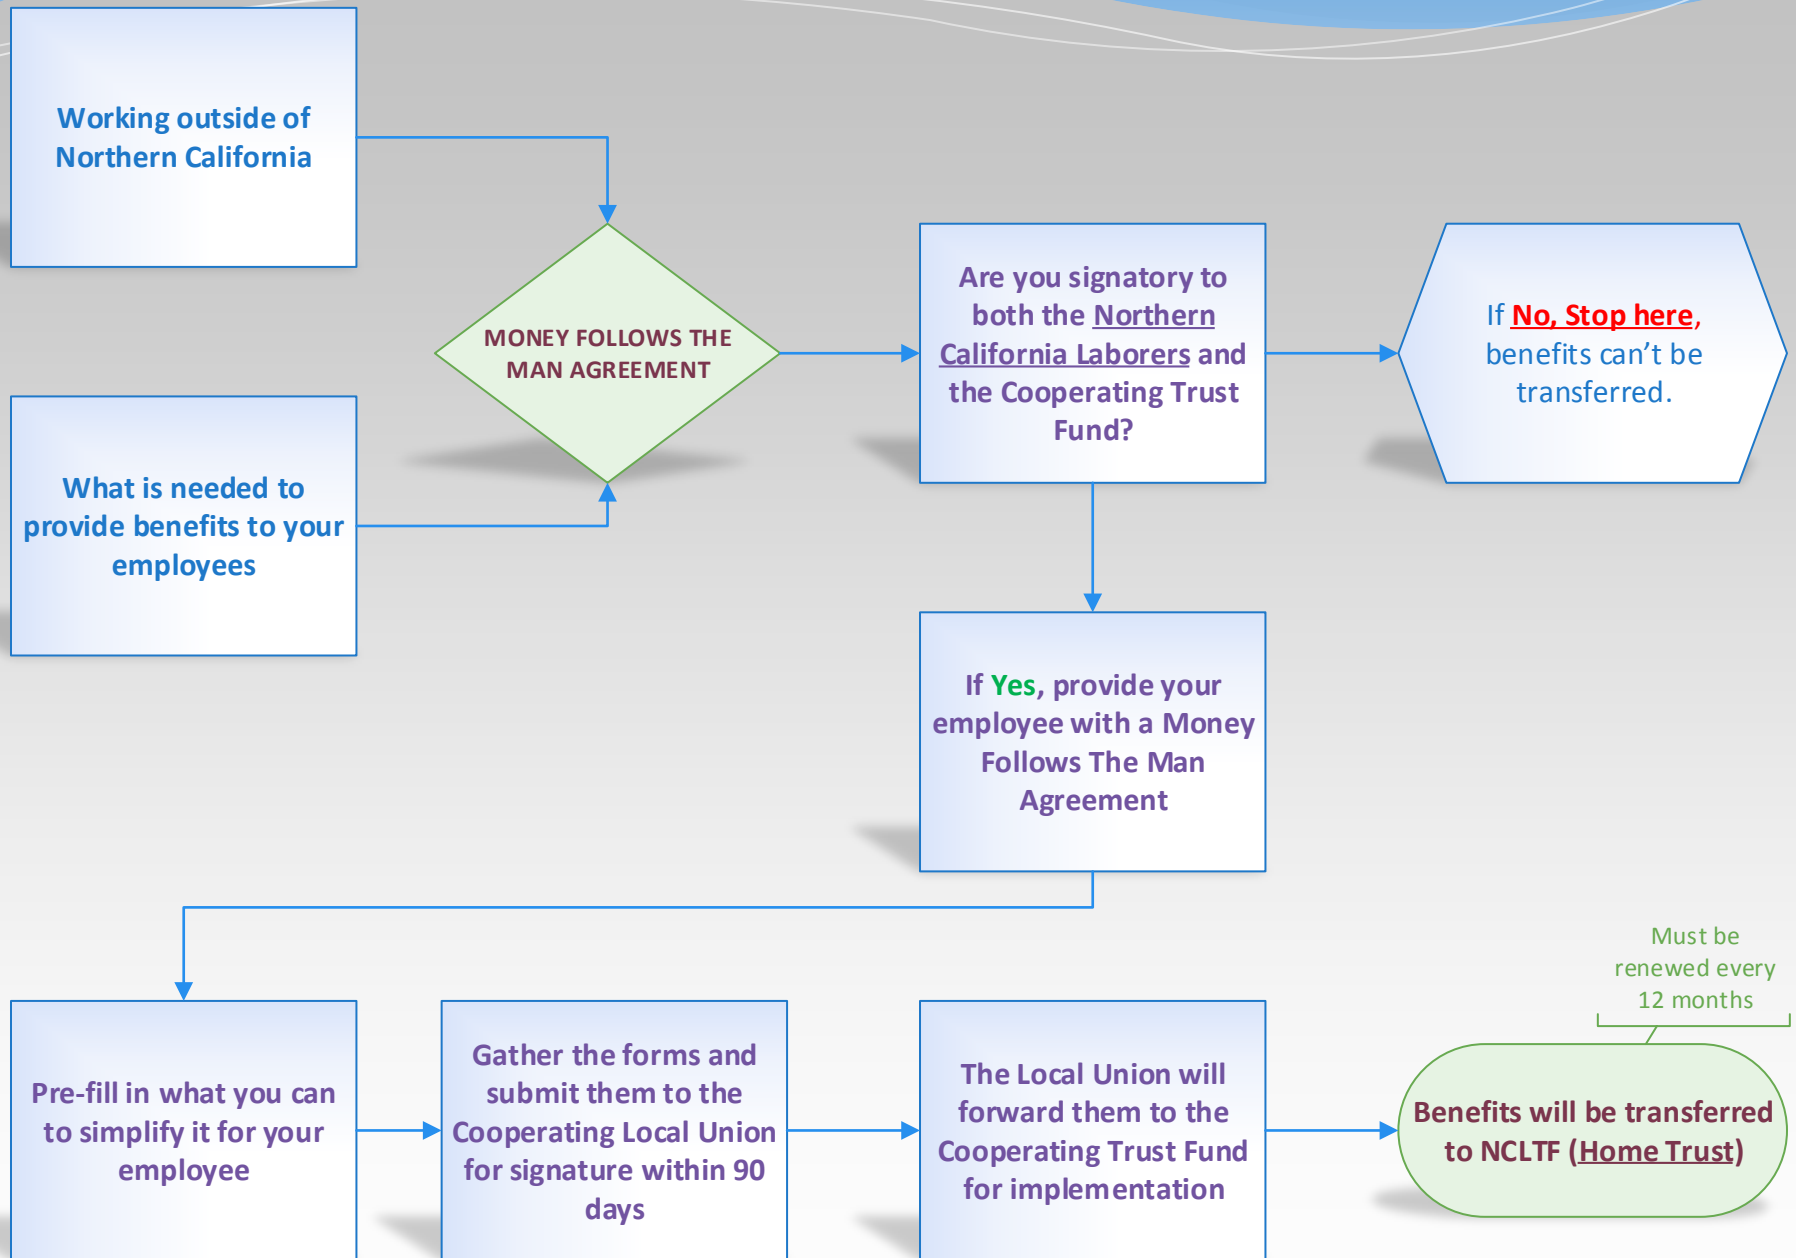 Working outside of
Northern California
MONEY FOLLOWS THE
MAN AGREEMENT
Are you signatory to
both the Northern
California Laborers and
the Cooperating Trust
Fund?
If No, Stop here,
benefits can’t be
transferred.
What is needed to
provide benefits to your
employees
If Yes, provide your
employee with a Money
Follows The Man
Agreement
Pre-fill in what you can
to simplify it for your
employee
Gather the forms and
submit them to the
Cooperating Local Union
for signature within 90
days
The Local Union will
forward them to the
Cooperating Trust Fund
for implementation
Must be
renewed every
12 months
Benefits will be transferred
to NCLTF (Home Trust)